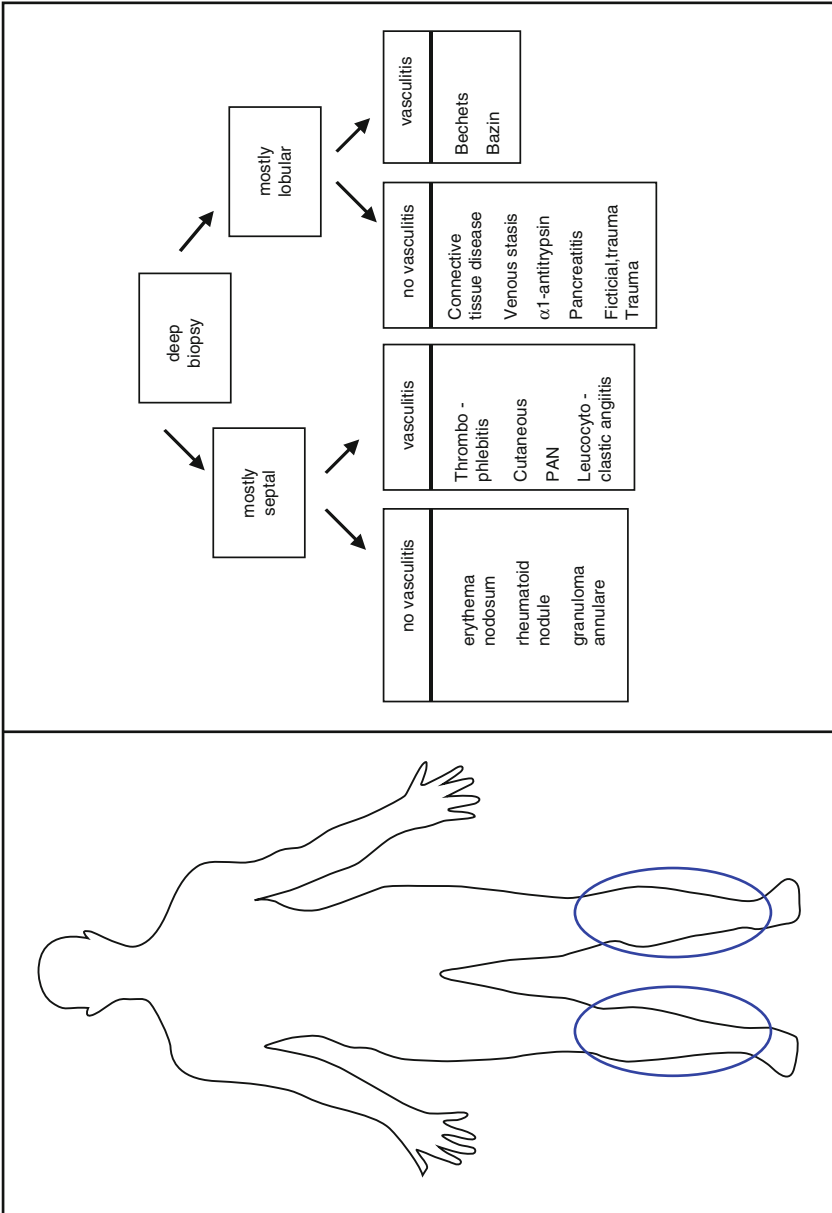 deep
biopsy
mostly
septal
mostly
lobular
no vasculitis
erythema
nodosum
rheumatoid
nodule
granuloma
annulare
vasculitis
Thrombo -
phlebitis
Cutaneous
PAN
Leucocyto -
clastic angiitis
no vasculitis
Connective
tissue disease
Venous stasis
α1-antitrypsin
Pancreatitis
Ficticial,trauma
Trauma
vasculitis
Bechets
Bazin